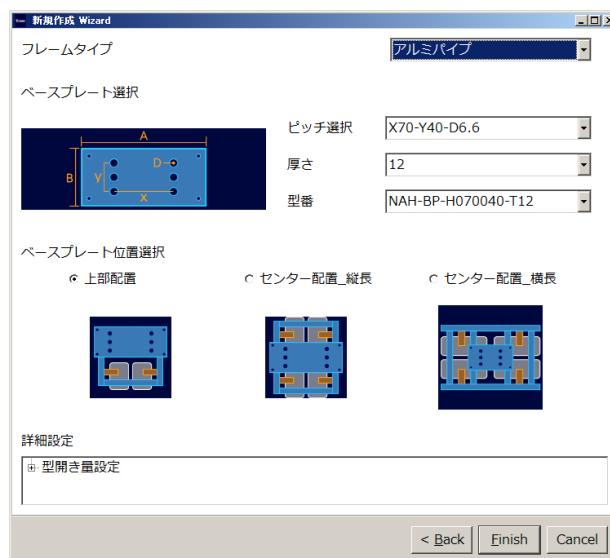 新規作成 Wizard
フレームタイプ
アルミパイプ
ベースプレート選択
A
B
D
y
x
ピッチ選択
X70-Y40-D6.6
厚さ
12
型番
NAH-BP-H070040-T12
ベースプレート位置選択
上部配置
センター配置_縦長
センター配置_横長
詳細設定
型開き量設定
< Back
Finish
Cancel